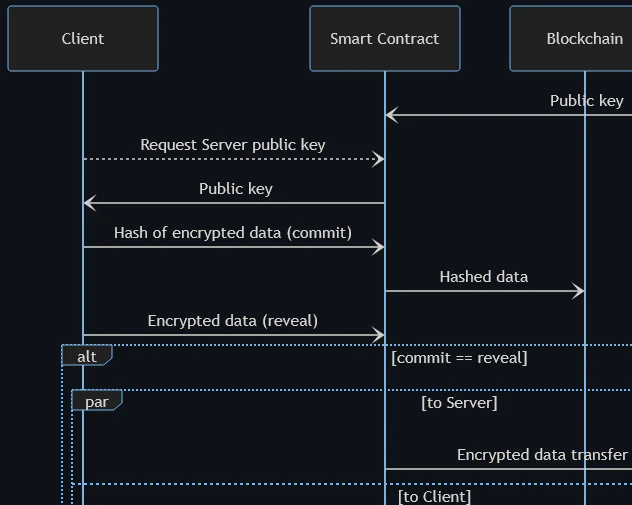 Client
Smart Contract
Blockchain
Public key
Request Server public key
Public key
Hash of encrypted data (commit)
Hashed data
Encrypted data (reveal)
alt
[commit == reveal]
par
[to Server]
Encrypted data transfer
[to Client]